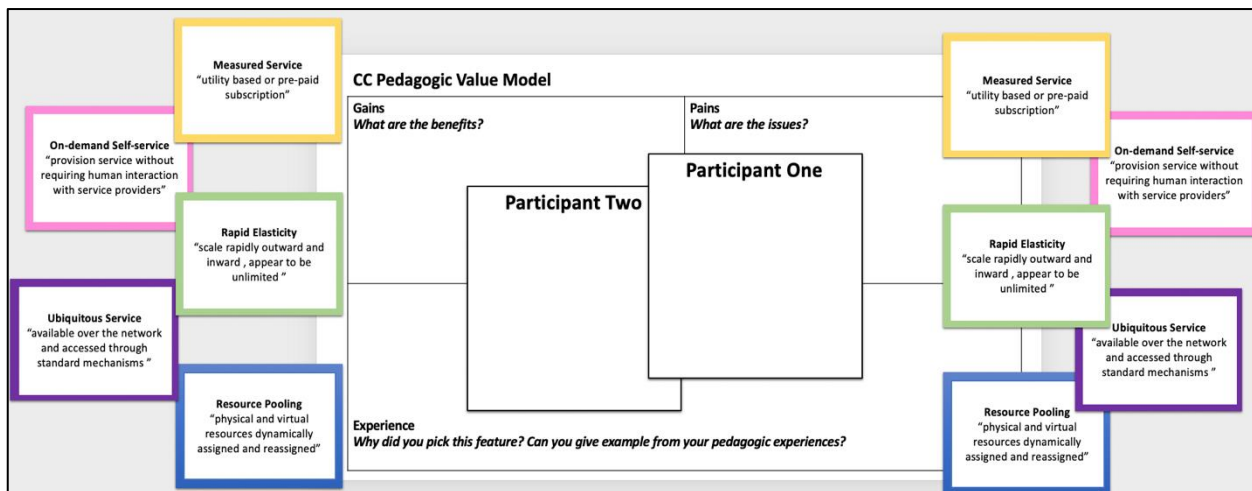 Measured Service
“utility based or pre-paid
subscription”
On-demand Self-service
“provision service without
requiring human interaction
with service providers”
Rapid Elasticity
“scale rapidly outward and
inward , appear to be
unlimited ”
Ubiquitous Service
“available over the network
and accessed through
standard mechanisms ”
Resource Pooling
“physical and virtual
resources dynamically
assigned and reassigned”
CC Pedagogic Value Model
Gains
What are the benefits?
Pains
What are the issues?
Participant Two
Participant One
Experience
Why did you pick this feature? Can you give example from your pedagogic experiences?
Measured Service
“utility based or pre-paid
subscription”
On-demand Self-service
“provision service without
requiring human interaction
with service providers”
Rapid Elasticity
“scale rapidly outward and
inward , appear to be
unlimited ”
Ubiquitous Service
“available over the network
and accessed through
standard mechanisms ”
Resource Pooling
“physical and virtual
resources dynamically
assigned and reassigned”